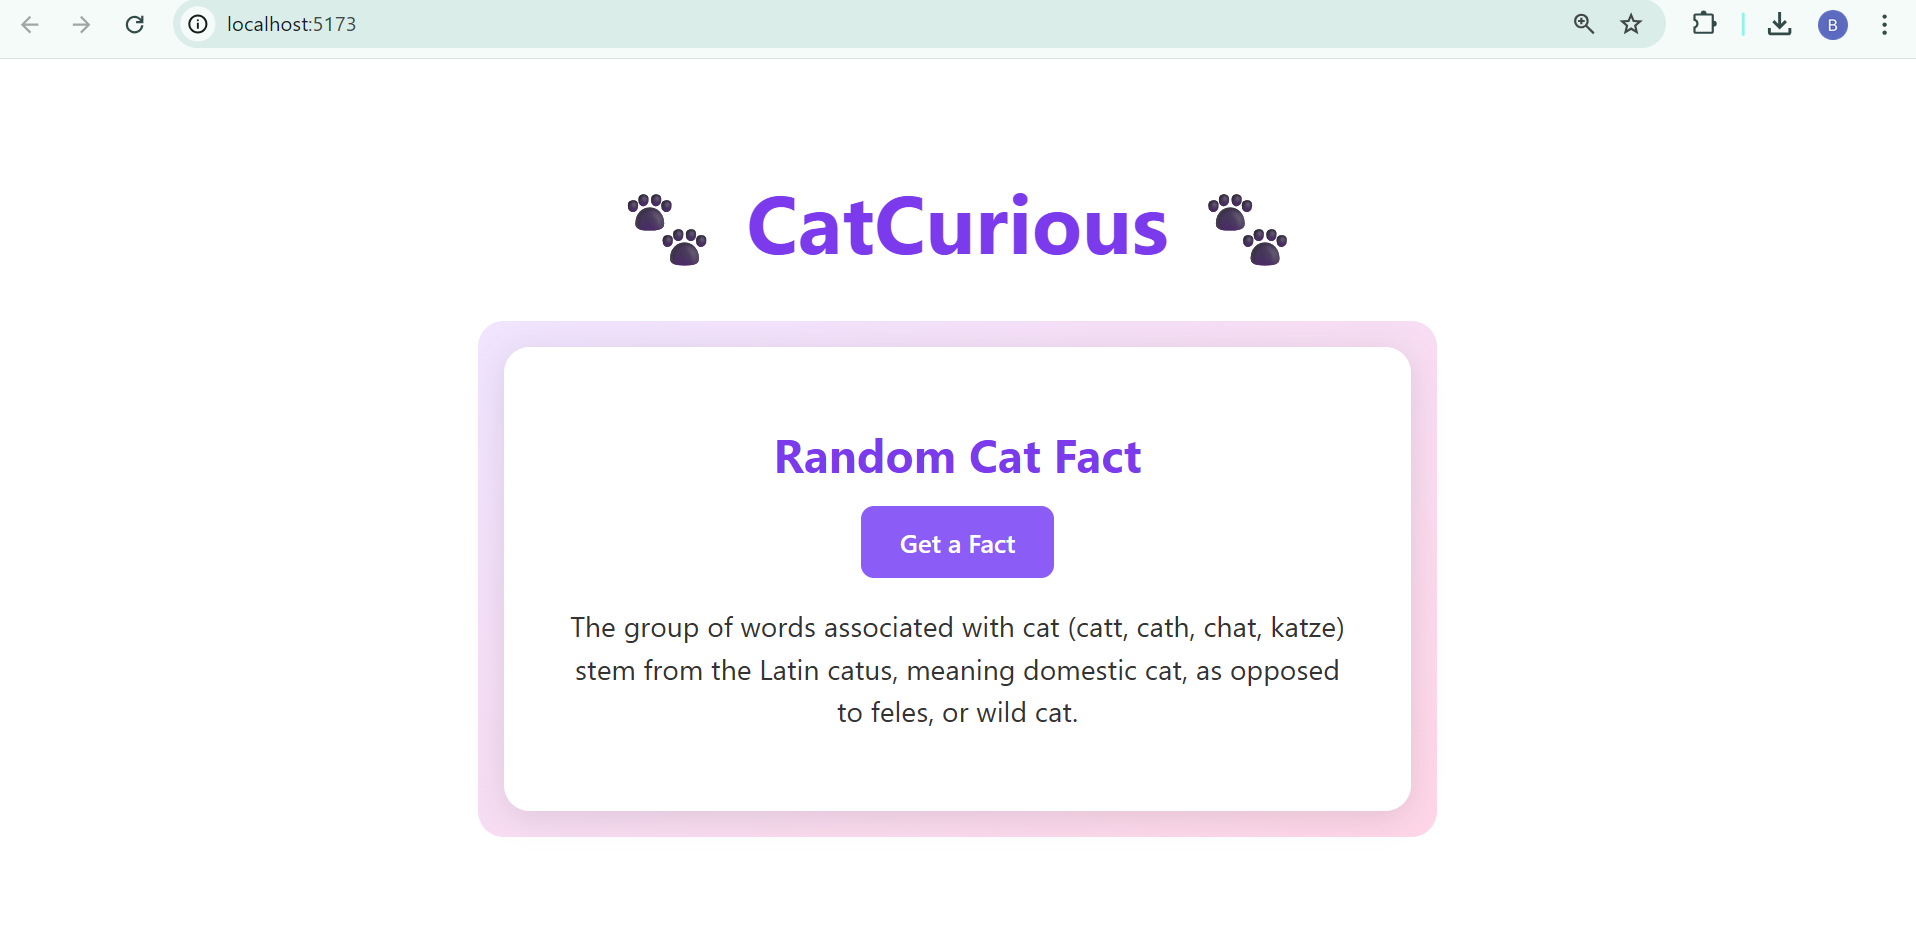 localhost:5173
B
CatCurious
Random Cat Fact
Get a Fact
The group of words associated with cat (catt, cath, chat, katze)
stem from the Latin catus, meaning domestic cat, as opposed
to feles, or wild cat.